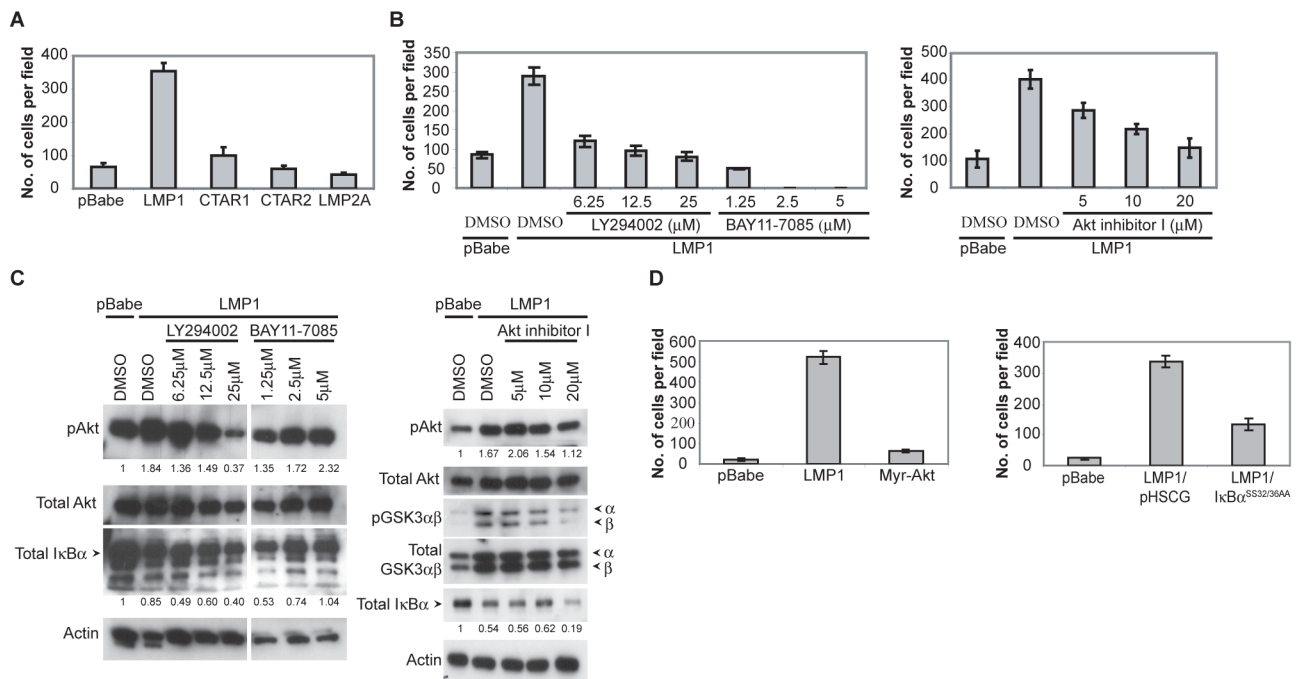 A
No. of cells per field
400
300
200
100
0
pBabe LMP1 CTAR1 CTAR2 LMP2A
B
No. of cells per field
350
300
250
200
150
100
50
0
6.25 12.5 25 1.25 2.5 5
DMSO DMSO LY294002 (µM) BAY11-7085 (µM)
pBabe LMP1
No. of cells per field
500
400
300
200
100
0
5 10 20
DMSO DMSO Akt inhibitor I (µM)
pBabe LMP1
C
pBabe LMP1
LY294002 BAY11-7085
DMSO DMSO 6.25µM 12.5µM 25µM 1.25µM 2.5µM 5µM
pAkt
1 1.84 1.36 1.49 0.37 1.35 1.72 2.32
Total Akt
Total IκBα
1 0.85 0.49 0.60 0.40 0.53 0.74 1.04
Actin
pBabe LMP1
Akt inhibitor I
DMSO DMSO 5µM 10µM 20µM
pAkt
1 1.67 2.06 1.54 1.12
Total Akt
pGSK3αβ
α
β
Total
GSK3αβ
α
β
Total IκBα
1 0.54 0.56 0.62 0.19
Actin
D
No. of cells per field
600
500
400
300
200
100
0
pBabe LMP1 Myr-Akt
No. of cells per field
400
300
200
100
0
pBabe LMP1/ LMP1/
pHSCG IκBα^SS32/36AA